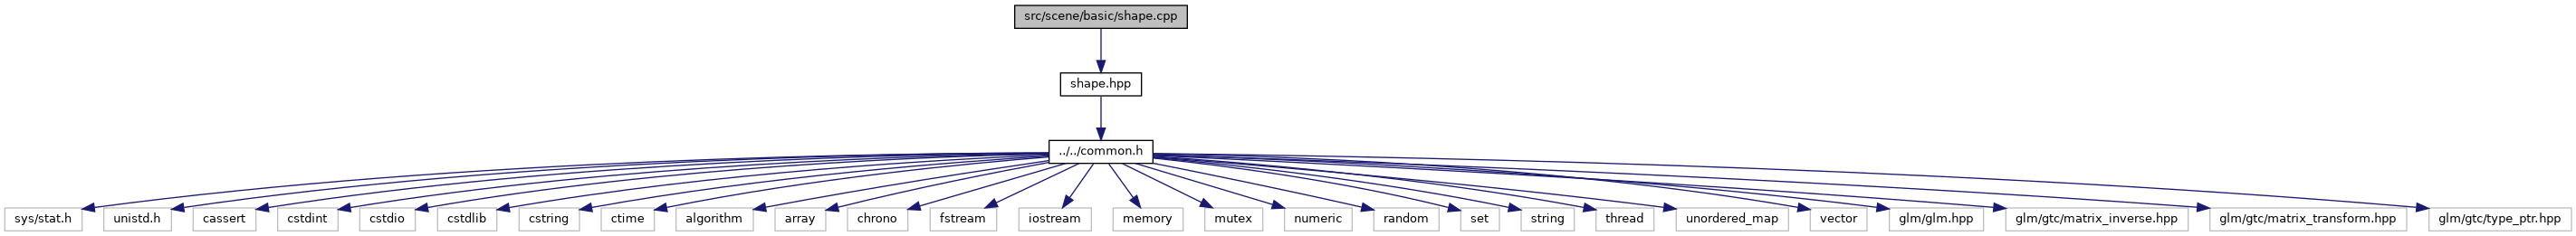 src/scene/basic/shape.cpp
shape.hpp
../../common.h
sys/stat.h
unistd.h
cassert
cstdint
cstdio
cstdlib
cstring
ctime
algorithm
array
chrono
fstream
iostream
memory
mutex
numeric
random
set
string
thread
unordered_map
vector
glm/glm.hpp
glm/gtc/matrix_inverse.hpp
glm/gtc/matrix_transform.hpp
glm/gtc/type_ptr.hpp